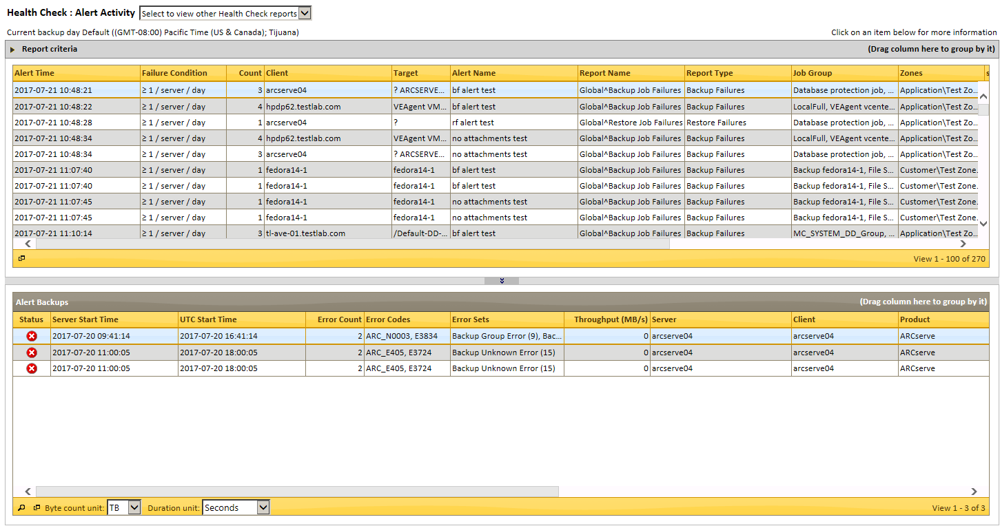 Health Check : Alert Activity Select to view other Health Check reports
Current backup day Default ((GMT-08:00) Pacific Time (US & Canada); Tijuana) Click on an item below for more information
Report criteria (Drag column here to group by it)
Alert Time Failure Condition Count Client Target Alert Name Report Name Report Type Job Group Zones s
2017-07-21 10:48:21 ≥ 1 / server / day 3 arcserve04 ? ARCSERVE... bf alert test Global^Backup Job Failures Backup Failures Database protection job, ... Application\Test Zo...
2017-07-21 10:48:22 ≥ 1 / server / day 4 hpdp62.testlab.com VEAgent VM... bf alert test Global^Backup Job Failures Backup Failures LocalFull, VEAgent vcente... Application\Test Zo...
2017-07-21 10:48:28 ≥ 1 / server / day 1 arcserve04 ? rf alert test Global^Restore Job Failures Restore Failures Database protection job, ... Application\Test Zo...
2017-07-21 10:48:34 ≥ 1 / server / day 4 hpdp62.testlab.com VEAgent VM... no attachments test Global^Backup Job Failures Backup Failures LocalFull, VEAgent vcente... Application\Test Zo...
2017-07-21 10:48:34 ≥ 1 / server / day 3 arcserve04 ? ARCSERVE... no attachments test Global^Backup Job Failures Backup Failures Database protection job, ... Application\Test Zo...
2017-07-21 11:07:40 ≥ 1 / server / day 1 fedora14-1 fedora14-1 bf alert test Global^Backup Job Failures Backup Failures Backup fedora14-1, File S... Customer\Test Zone.
2017-07-21 11:07:40 ≥ 1 / server / day 1 fedora14-1 fedora14-1 bf alert test Global^Backup Job Failures Backup Failures Backup fedora14-1, File S... Customer\Test Zone.
2017-07-21 11:07:45 ≥ 1 / server / day 1 fedora14-1 fedora14-1 no attachments test Global^Backup Job Failures Backup Failures Backup fedora14-1, File S... Customer\Test Zone.
2017-07-21 11:07:45 ≥ 1 / server / day 1 fedora14-1 fedora14-1 no attachments test Global^Backup Job Failures Backup Failures Backup fedora14-1, File S... Customer\Test Zone.
2017-07-21 11:10:14 ≥ 1 / server / day 3 tl-ave-01.testlab.com /Default-DD-... bf alert test Global^Backup Job Failures Backup Failures MC_SYSTEM_DD_Group, ... Application\Test Zo...
View 1 - 100 of 270
Alert Backups (Drag column here to group by it)
Status Server Start Time UTC Start Time Error Count Error Codes Error Sets Throughput (MB/s) Server Client Product
2017-07-20 09:41:14 2017-07-20 16:41:14 2 ARC_N0003, E3834 Backup Group Error (9), Bac... 0 arcserve04 arcserve04 ARCserve
2017-07-20 11:00:05 2017-07-20 18:00:05 2 ARC_E405, E3724 Backup Unknown Error (15) 0 arcserve04 arcserve04 ARCserve
2017-07-20 11:00:05 2017-07-20 18:00:05 2 ARC_E405, E3724 Backup Unknown Error (15) 0 arcserve04 arcserve04 ARCserve
Byte count unit: TB Duration unit: Seconds View 1 - 3 of 3